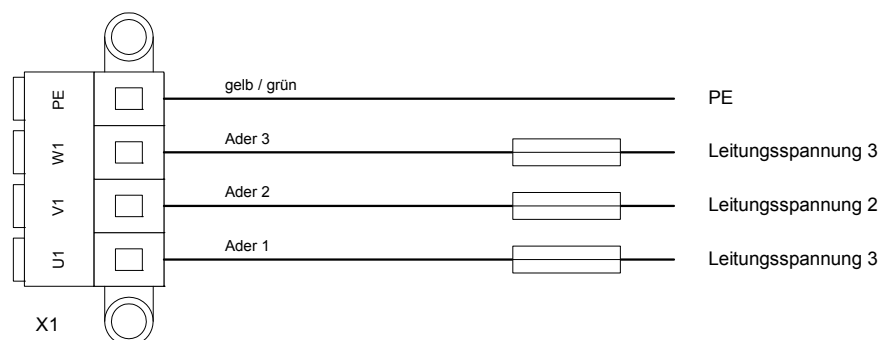 gelb / grün
PE
PE
Ader 3
W1
Leitungsspannung 3
Ader 2
V1
Leitungsspannung 2
Ader 1
U1
Leitungsspannung 3
X1